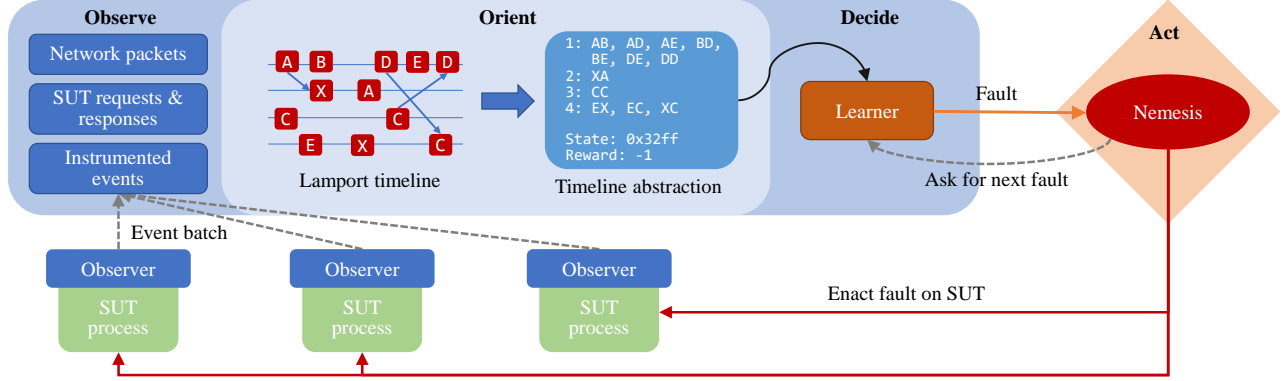 Observe
Orient
Decide
Act
Network packets
SUT requests &
responses
Instrumented
events
A B D E D
X A
C C
E X C
Lamport timeline
1: AB, AD, AE, BD,
BE, DE, DD
2: XA
3: CC
4: EX, EC, XC
State: 0x32ff
Reward: -1
Timeline abstraction
Learner
Fault
Nemesis
Ask for next fault
Event batch
Observer
SUT
process
Observer
SUT
process
Observer
SUT
process
Enact fault on SUT